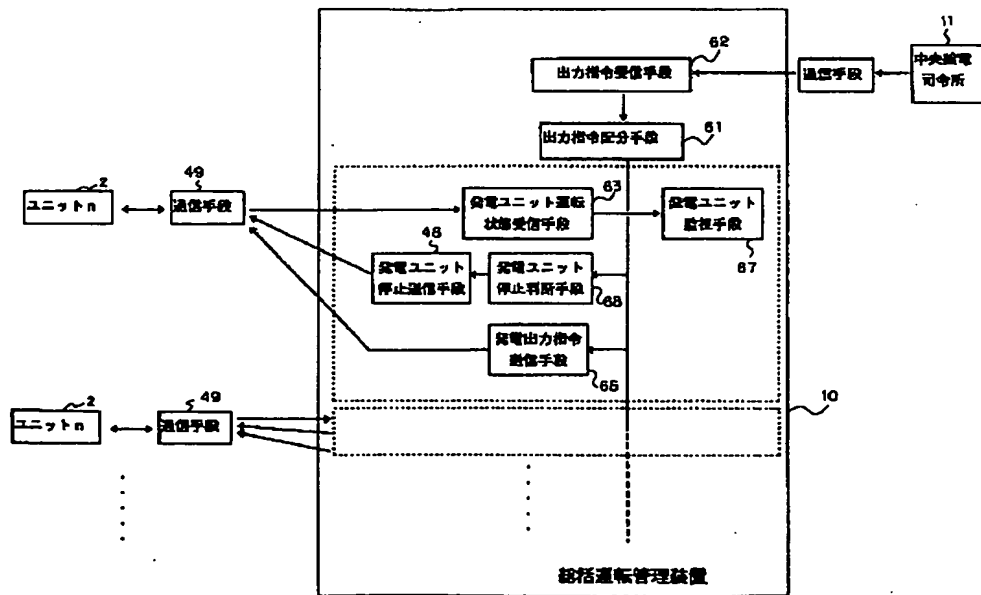 11
中央給電
司令所
通信手段
62
出力指令受信手段
61
出力指令配分手段
2
ユニットn
49
通信手段
63
発電ユニット運転
状態受信手段
発電ユニット
監視手段
67
48
発電ユニット
停止送信手段
発電ユニット
停止判断手段
68
発電出力指令
送信手段
65
2
ユニットn
49
通信手段
10
総括運転管理装置